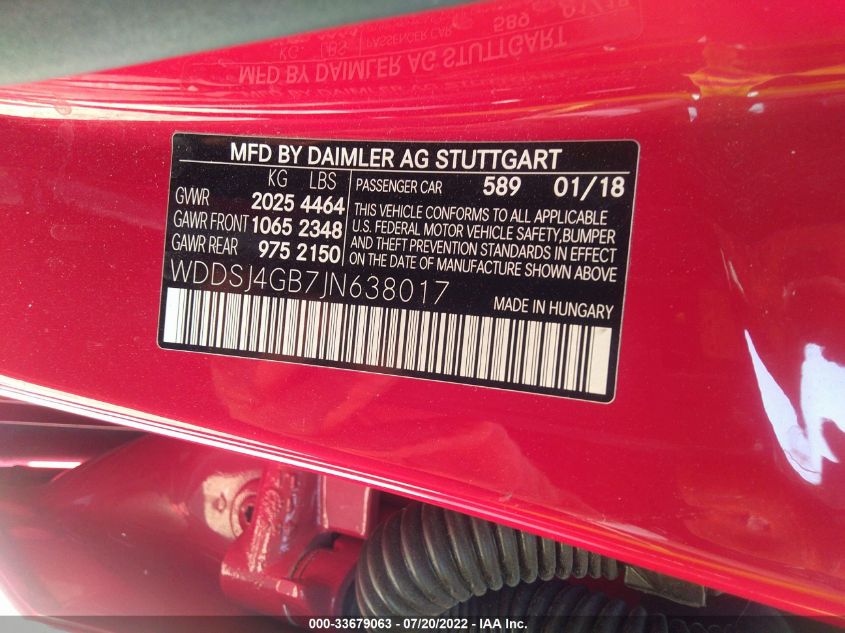 MFD BY DAIMLER AG STUTTGART
KG LBS
GVWR 2025 4464
GAWR FRONT 1065 2348
GAWR REAR 975 2150
PASSENGER CAR 589 01/18
THIS VEHICLE CONFORMS TO ALL APPLICABLE
U.S. FEDERAL MOTOR VEHICLE SAFETY, BUMPER
AND THEFT PREVENTION STANDARDS IN EFFECT
ON THE DATE OF MANUFACTURE SHOWN ABOVE
WDDSJ4GB7JN638017
MADE IN HUNGARY
000-33679063 / 07/20/2022 - IAA Inc.